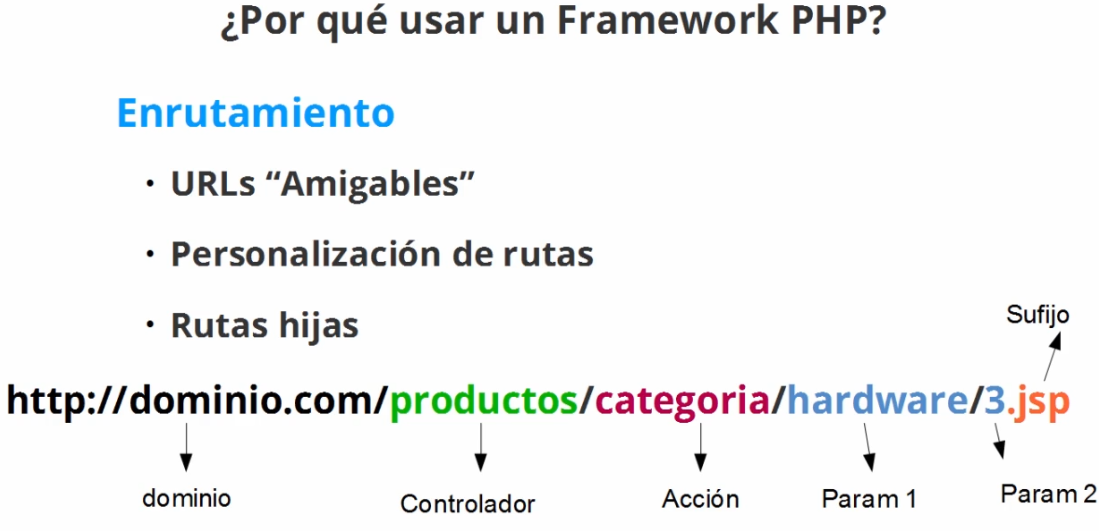 ¿Por qué usar un Framework PHP?
Enrutamiento
· URLs “Amigables”
· Personalización de rutas
· Rutas hijas
Sufijo
http://dominio.com/productos/categoria/hardware/3.jsp
dominio
Controlador
Acción
Param 1
Param 2